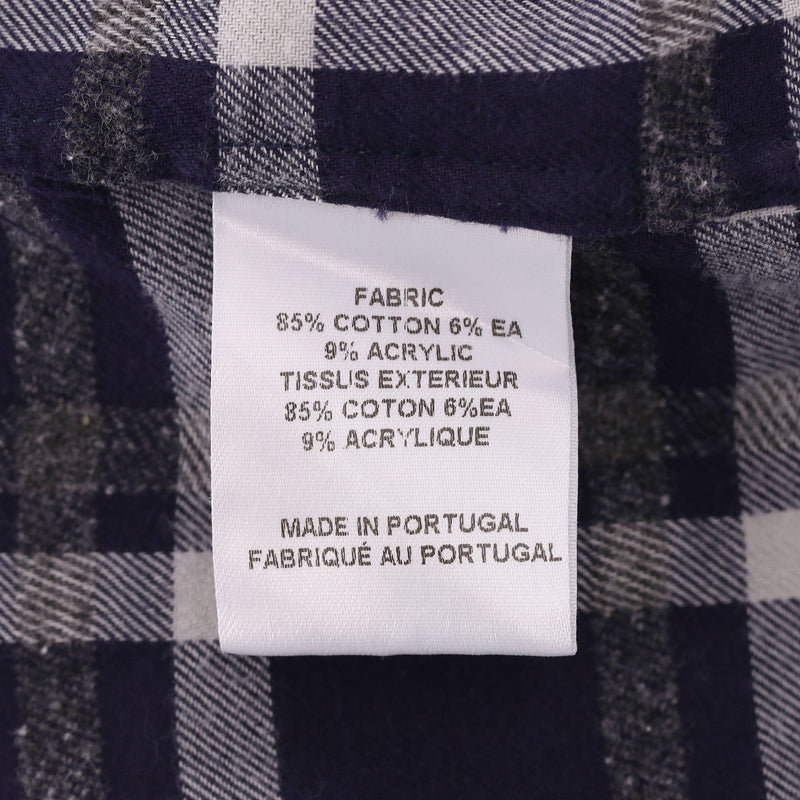 FABRIC
85% COTTON 6% EA
9% ACRYLIC
TISSUS EXTERIEUR
85% COTON 6%EA
9% ACRYLIQUE
MADE IN PORTUGAL
FABRIQUÉ AU PORTUGAL